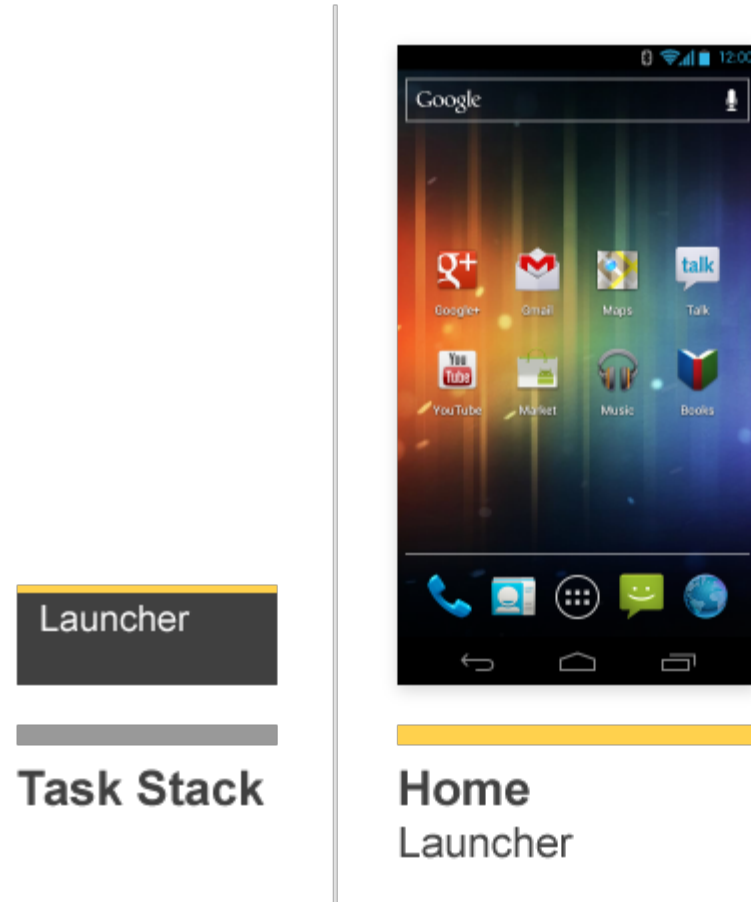 Launcher
Task Stack
12:00
Google
g+
talk
Google+
Gmail
Maps
Talk
You
Tube
YouTube
Market
Music
Books
Home
Launcher